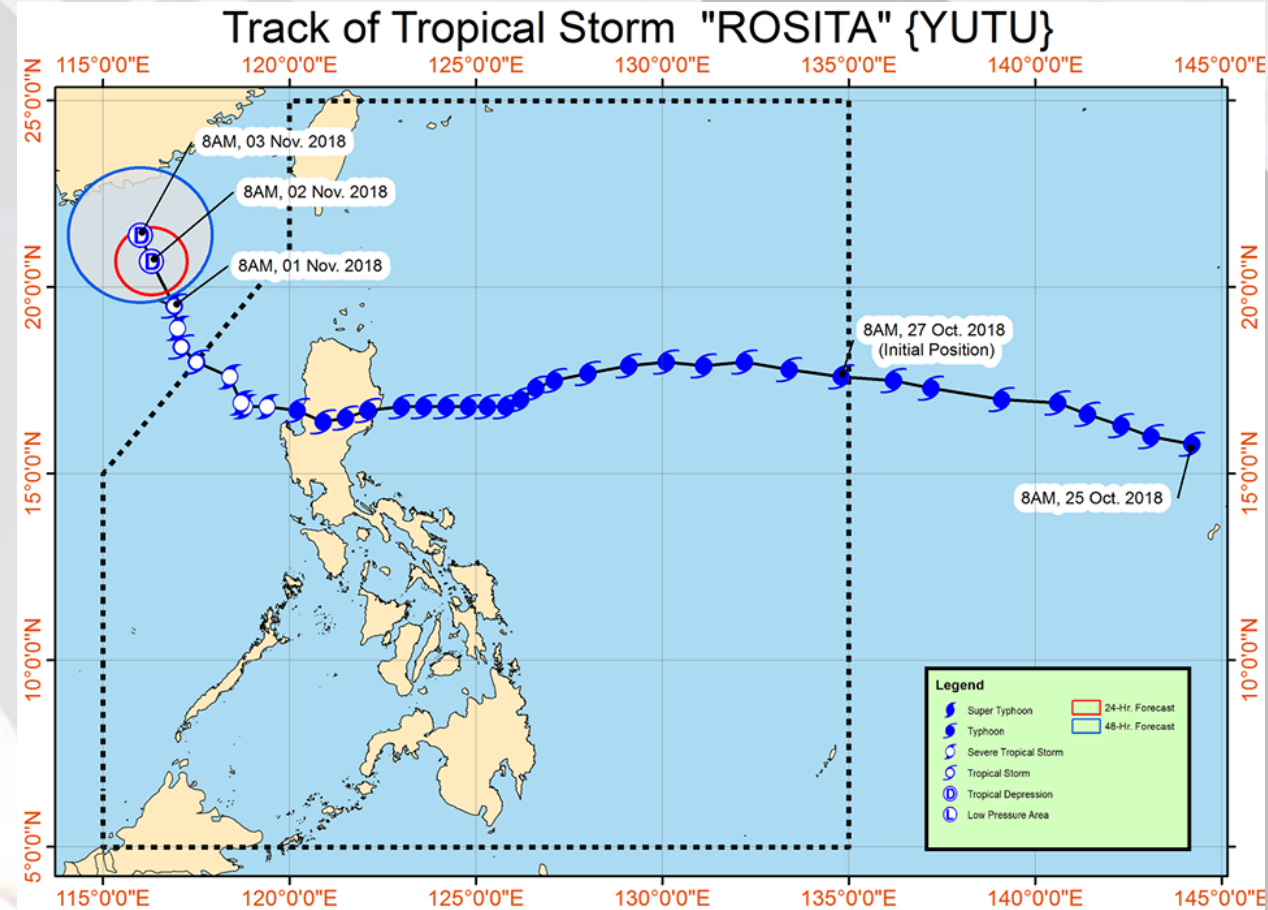 Track of Tropical Storm "ROSITA" {YUTU}
115°0'0"E 120°0'0"E 125°0'0"E 130°0'0"E 135°0'0"E 140°0'0"E 145°0'0"E
25°0'0"N
8AM, 03 Nov. 2018
8AM, 02 Nov. 2018
8AM, 01 Nov. 2018
20°0'0"N 20°0'0"N
8AM, 27 Oct. 2018
(Initial Position)
15°0'0"N 15°0'0"N
8AM, 25 Oct. 2018
10°0'0"N 10°0'0"N
Legend
Super Typhoon
Typhoon
Severe Tropical Storm
Tropical Storm
D Tropical Depression
L Low Pressure Area
24-Hr. Forecast
48-Hr. Forecast
D
D
5°0'0"N
115°0'0"E 120°0'0"E 125°0'0"E 130°0'0"E 135°0'0"E 140°0'0"E 145°0'0"E